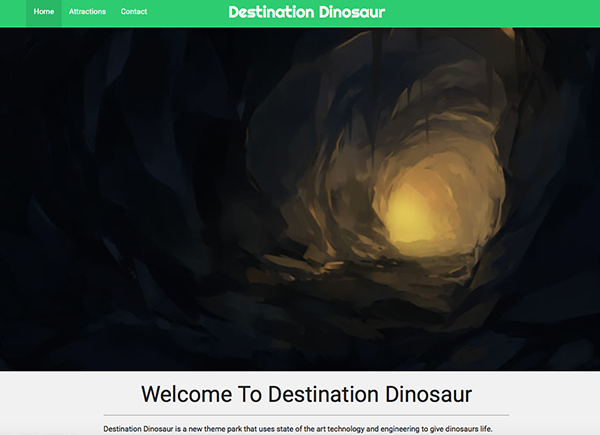 Home Attractions Contact Destination Dinosaur
Welcome To Destination Dinosaur
Destination Dinosaur is a new theme park that uses state of the art technology and engineering to give dinosaurs life.